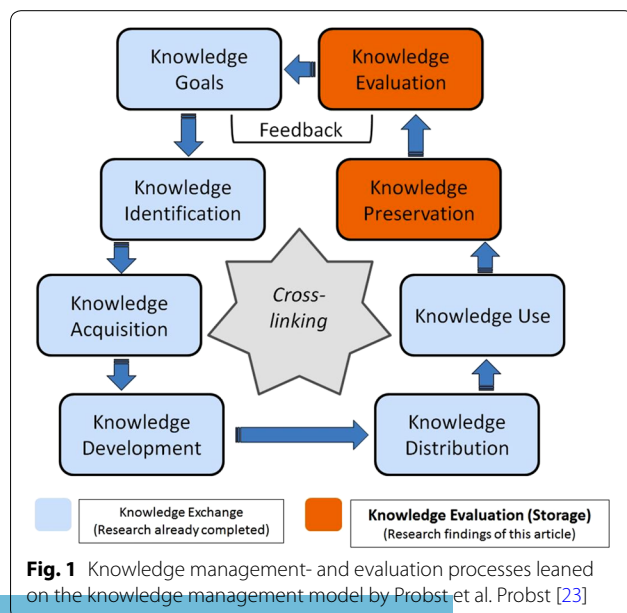 Knowledge
Goals
Knowledge
Evaluation
Feedback
Knowledge
Identification
Knowledge
Preservation
Cross-
linking
Knowledge
Acquisition
Knowledge Use
Knowledge
Development
Knowledge
Distribution
Knowledge Exchange
(Research already completed)
Knowledge Evaluation (Storage)
(Research findings of this article)
Fig. 1 Knowledge management- and evaluation processes leaned
on the knowledge management model by Probst et al. Probst [23]